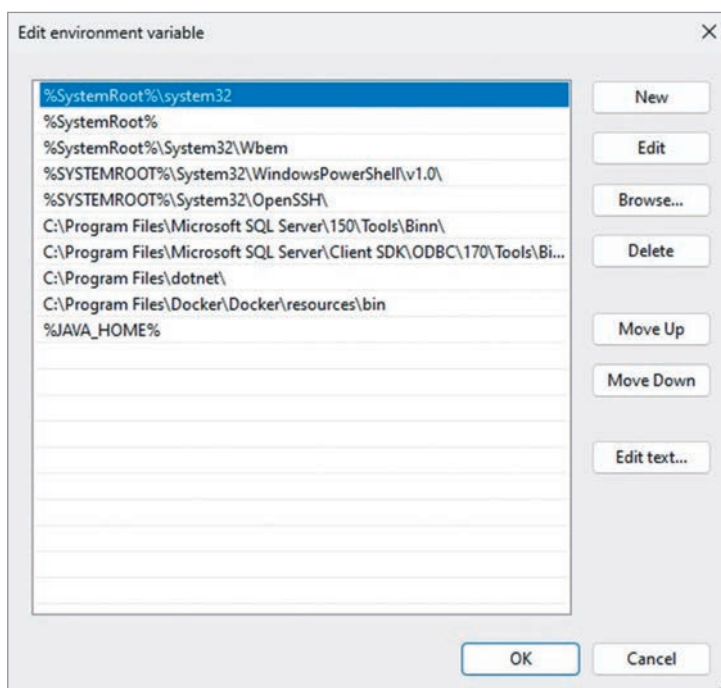 Edit environment variable
%SystemRoot%\system32
%SystemRoot%
%SystemRoot%\System32\Wbem
%SYSTEMROOT%\System32\WindowsPowerShell\v1.0\
%SYSTEMROOT%\System32\OpenSSH\
C:\Program Files\Microsoft SQL Server\150\Tools\Binn\
C:\Program Files\Microsoft SQL Server\Client SDK\ODBC\170\Tools\Bi...
C:\Program Files\dotnet\
C:\Program Files\Docker\Docker\resources\bin
%JAVA_HOME%
New
Edit
Browse...
Delete
Move Up
Move Down
Edit text...
OK
Cancel